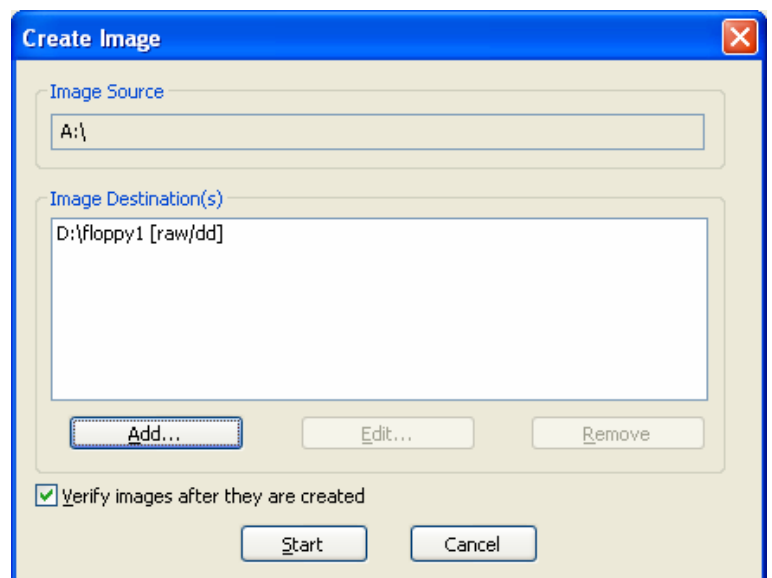 Create Image
Image Source
A:\
Image Destination(s)
D:\floppy1 [raw/dd]
Add... Edit... Remove
Verify images after they are created
Start Cancel